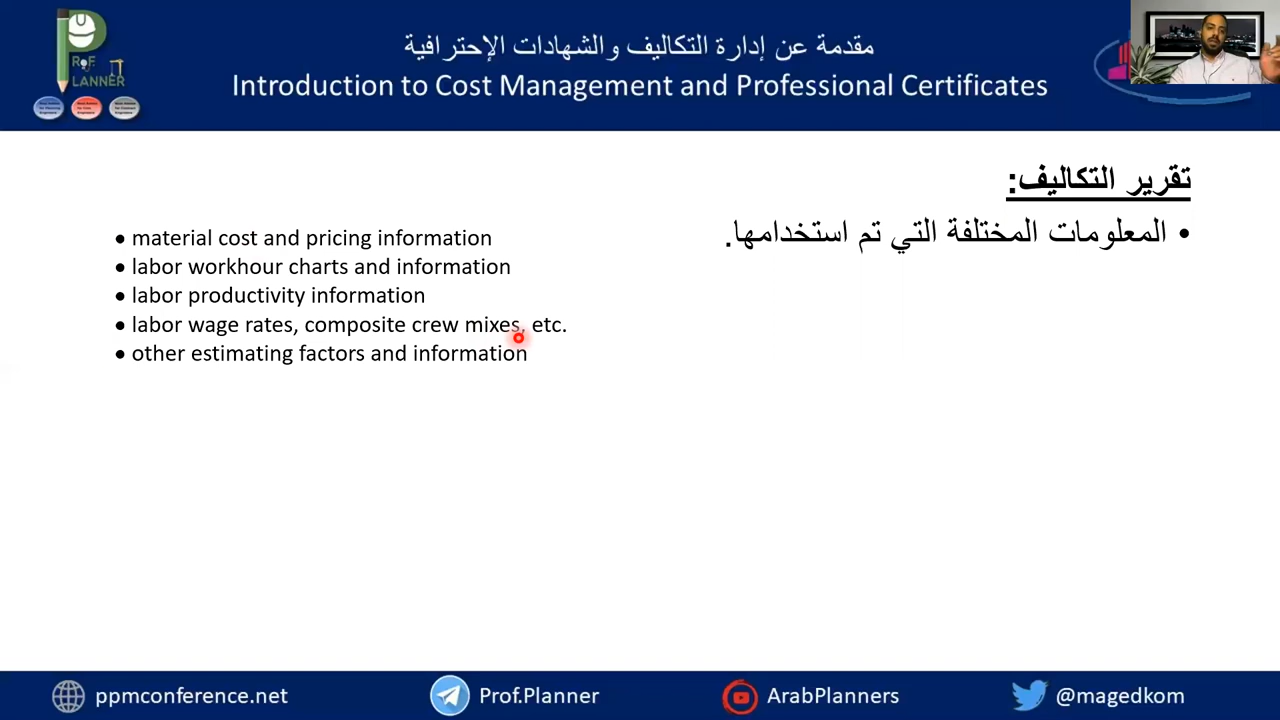 مقدمة عن إدارة التكاليف والشهادات الإحترافية
Introduction to Cost Management and Professional Certificates
R F.
LANNER
تقرير التكاليف:
• المعلومات المختلفة التي تم استخدامها.
• material cost and pricing information
• labor workhour charts and information
• labor productivity information
• labor wage rates, composite crew mixes, etc.
• other estimating factors and information
ppmconference.net
Prof.Planner
ArabPlanners
@magedkom